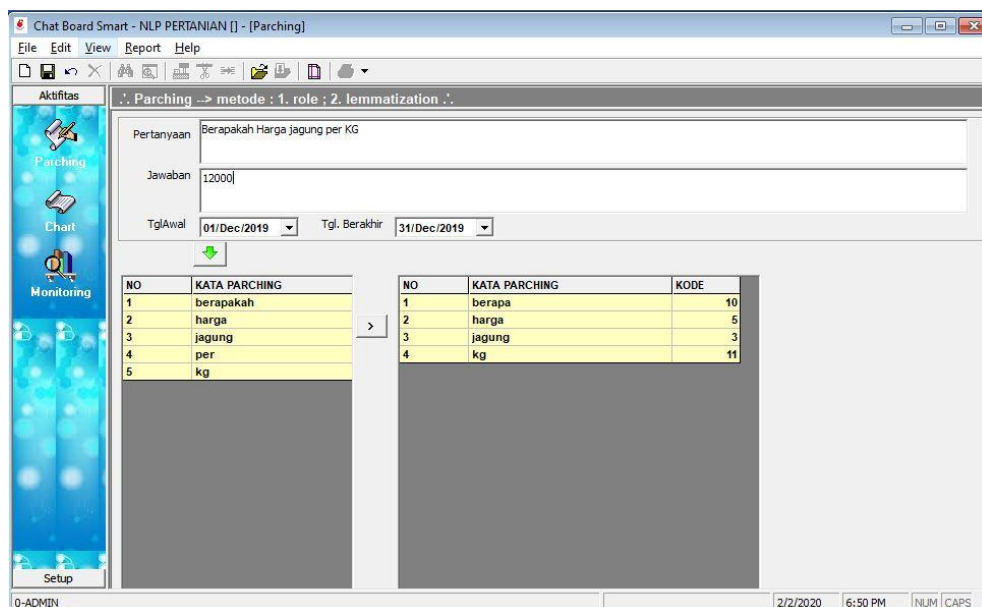 Chat Board Smart - NLP PERTANIAN [] - [Parching]
File Edit View Report Help
Aktifitas
.'. Parching --> metode : 1. role ; 2. lemmatization .'.
Parching
Chart
Monitoring
Setup
Pertanyaan Berapakah Harga jagung per KG
Jawaban 12000
TglAwal 01/Dec/2019 Tgl. Berakhir 31/Dec/2019
NO KATA PARCHING
1 berapakah
2 harga
3 jagung
4 per
5 kg
>
NO KATA PARCHING KODE
1 berapa 10
2 harga 5
3 jagung 3
4 kg 11
0-ADMIN 2/2/2020 6:50 PM NUM CAPS